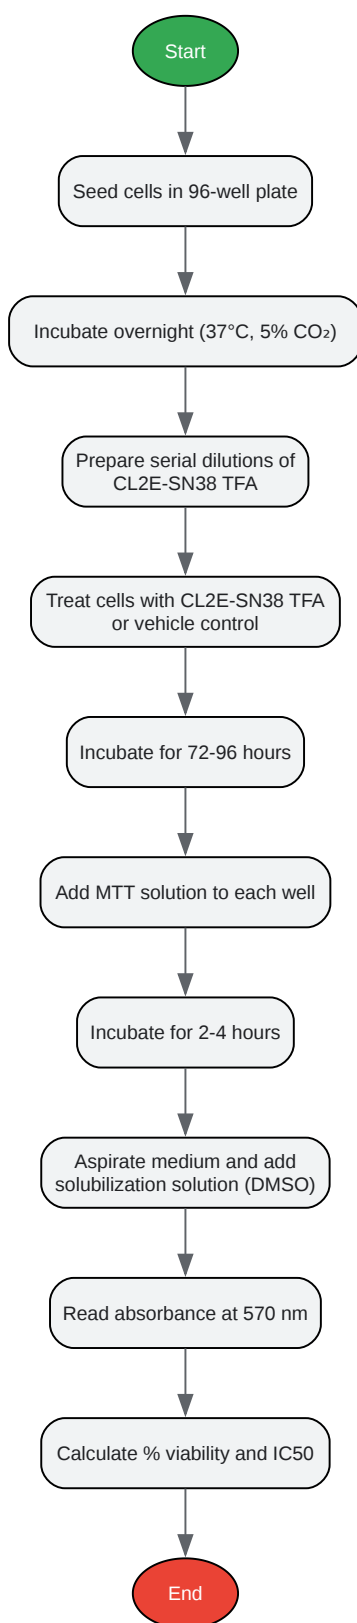 Start
Seed cells in 96-well plate
Incubate overnight (37°C, 5% CO₂)
Prepare serial dilutions of
CL2E-SN38 TFA
Treat cells with CL2E-SN38 TFA
or vehicle control
Incubate for 72-96 hours
Add MTT solution to each well
Incubate for 2-4 hours
Aspirate medium and add
solubilization solution (DMSO)
Read absorbance at 570 nm
Calculate % viability and IC50
End